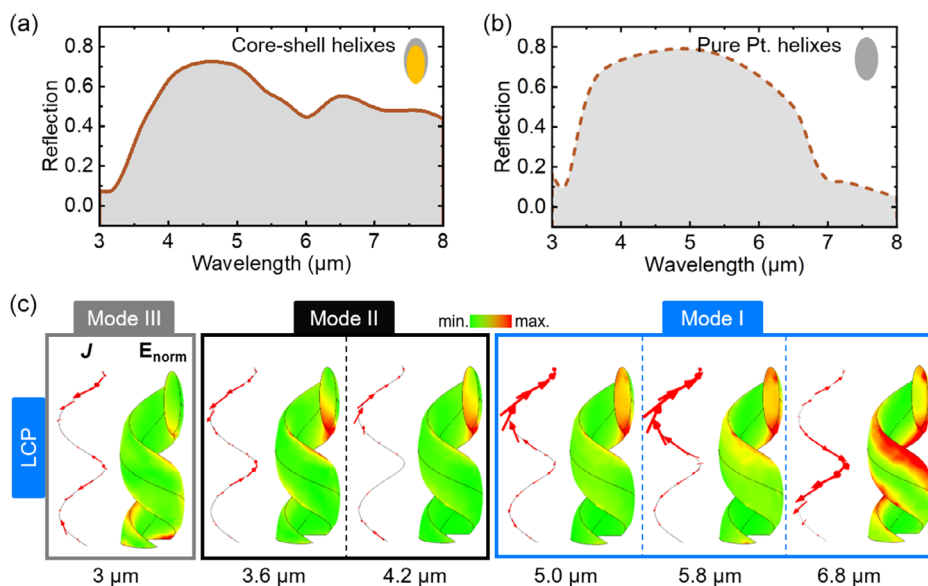 (a)
Core-shell helixes
Reflection
0.8
0.6
0.4
0.2
0.0
3 4 5 6 7 8
Wavelength (μm)
(b)
Pure Pt. helixes
Reflection
0.8
0.6
0.4
0.2
0.0
3 4 5 6 7 8
Wavelength (μm)
(c)
Mode III Mode II min. max. Mode I
J Enorm
LCP
3 μm 3.6 μm 4.2 μm 5.0 μm 5.8 μm 6.8 μm